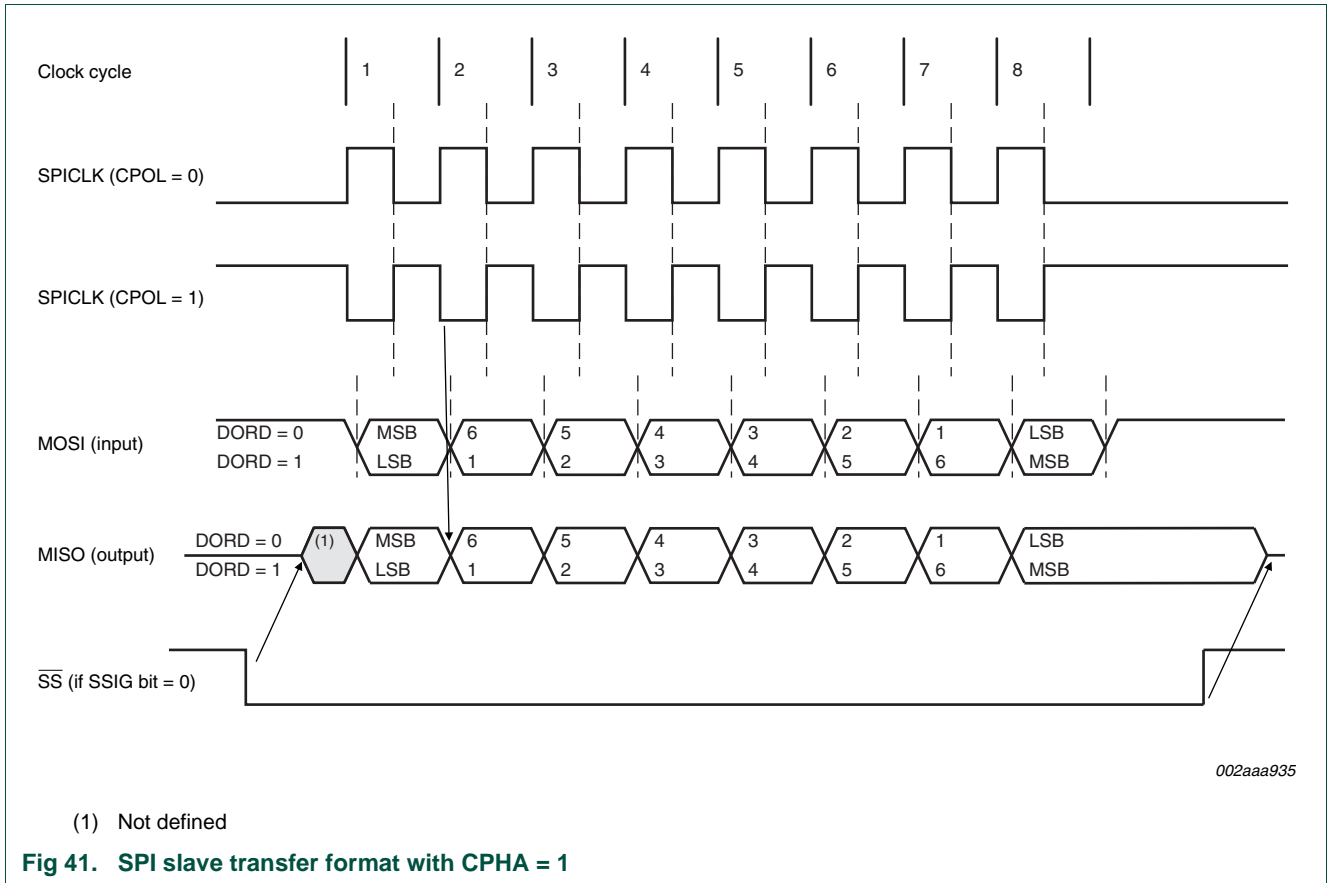 Clock cycle 1 2 3 4 5 6 7 8
SPICLK (CPOL = 0)
SPICLK (CPOL = 1)
MOSI (input) DORD = 0 MSB 6 5 4 3 2 1 LSB
DORD = 1 LSB 1 2 3 4 5 6 MSB
MISO (output) DORD = 0 (1) MSB 6 5 4 3 2 1 LSB
DORD = 1 LSB 1 2 3 4 5 6 MSB
SS (if SSIG bit = 0)
002aaa935
(1) Not defined
Fig 41. SPI slave transfer format with CPHA = 1